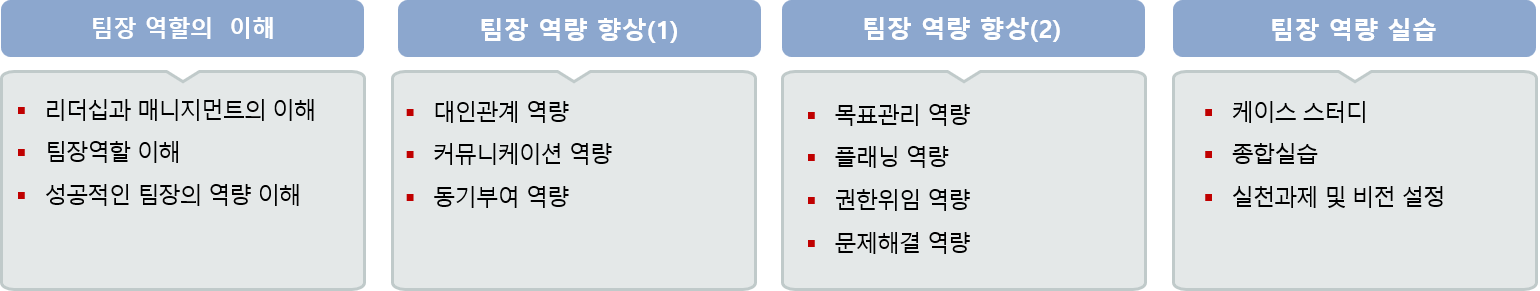 팀장 역할의 이해
리더십과 매니지먼트의 이해
팀장역할 이해
성공적인 팀장의 역량 이해
팀장 역량 향상(1)
대인관계 역량
커뮤니케이션 역량
동기부여 역량
팀장 역량 향상(2)
목표관리 역량
플래닝 역량
권한위임 역량
문제해결 역량
팀장 역량 실습
케이스 스터디
종합실습
실천과제 및 비전 설정